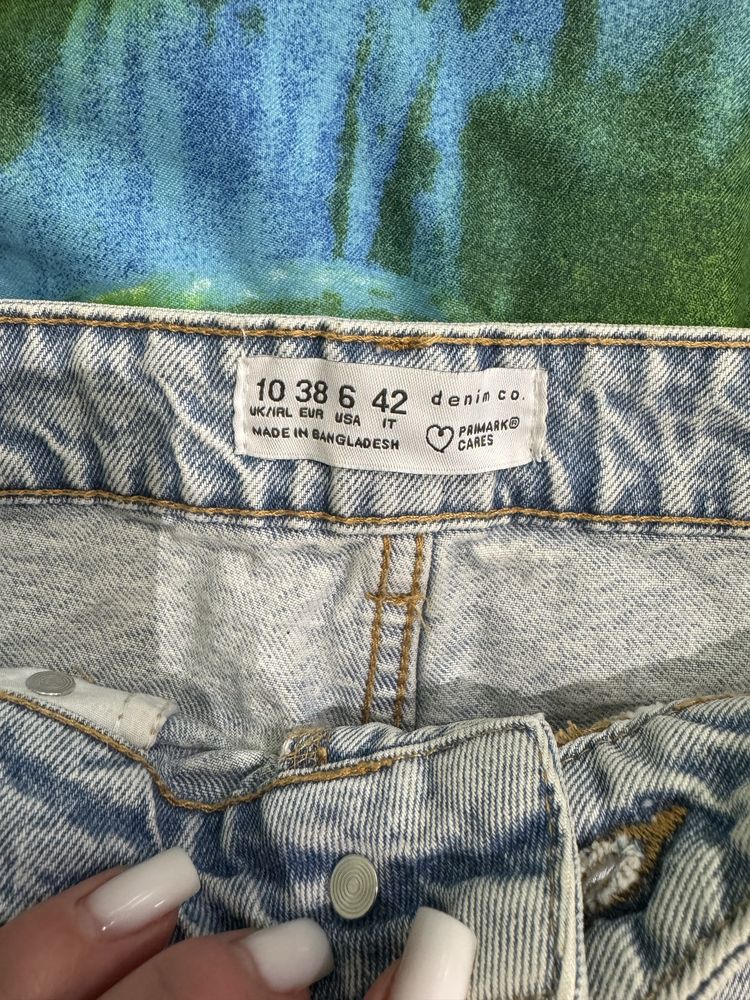 10 38 6 42
UK/IRL EUR USA IT
MADE IN BANGLADESH
denim co.
PRIMARK®
CARES